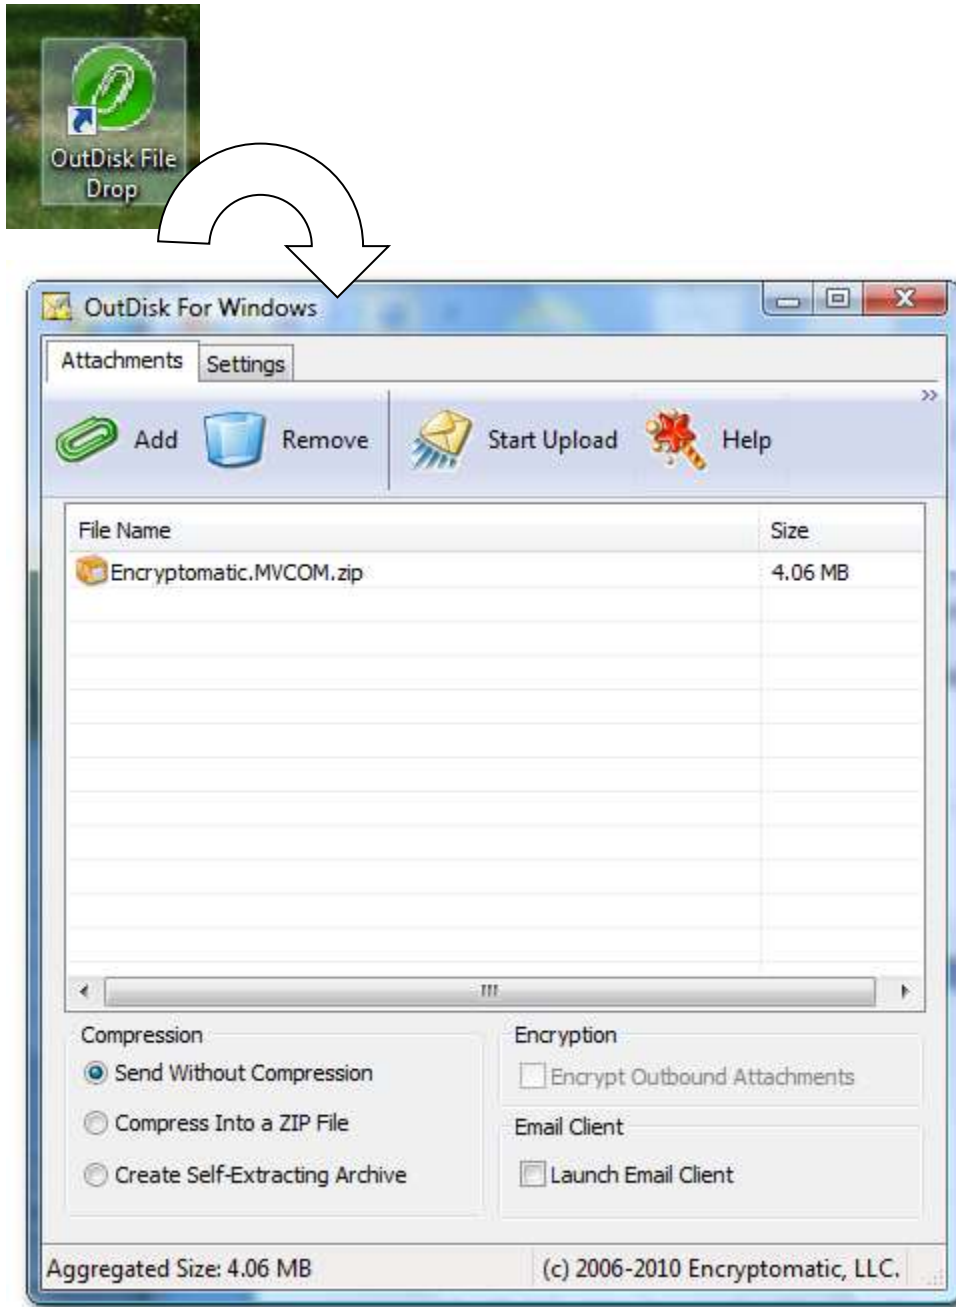 OutDisk File
Drop
OutDisk For Windows
Attachments Settings
Add Remove Start Upload Help
File Name Size
Encryptomatic.MVCOM.zip 4.06 MB
Compression Encryption
Send Without Compression Encrypt Outbound Attachments
Compress Into a ZIP File Email Client
Create Self-Extracting Archive Launch Email Client
Aggregated Size: 4.06 MB (c) 2006-2010 Encryptomatic, LLC.